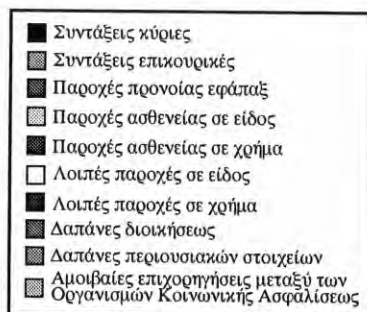 Συντάξεις κύριες
Συντάξεις επικουρικές
Παροχές προνοίας εφάπαξ
Παροχές ασθενείας σε είδος
Παροχές ασθενείας σε χρήμα
Λοιπές παροχές σε είδος
Λοιπές παροχές σε χρήμα
Δαπάνες διοικήσεως
Δαπάνες περιουσιακών στοιχείων
Αμοιβαίες επιχορηγήσεις μεταξύ των
Οργανισμών Κοινωνικής Ασφαλίσεως